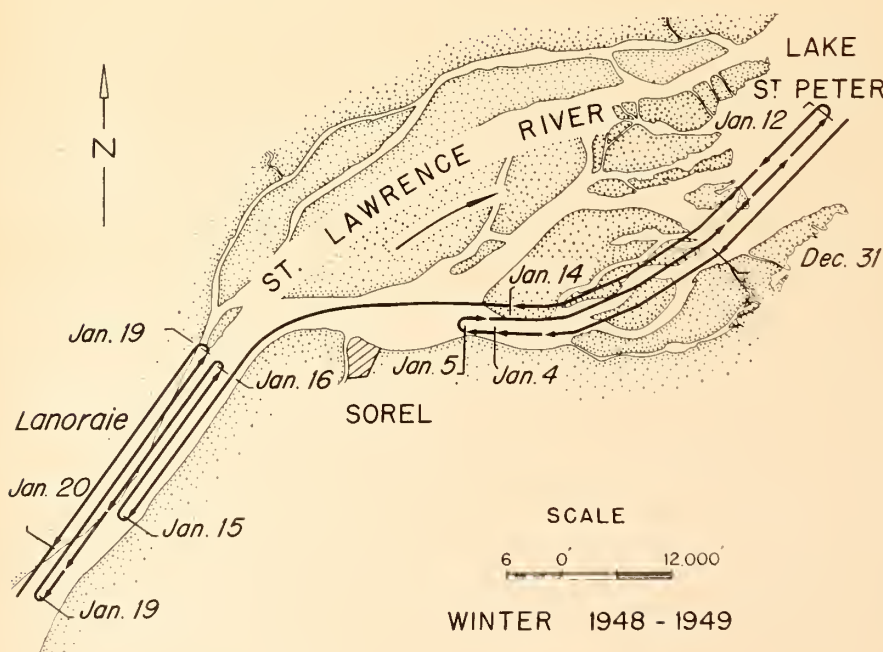 LAKE
ST. PETER
Jan. 12
N
ST. LAWRENCE RIVER
Dec. 31
Jan. 14
Jan. 19
Jan. 5
Jan. 4
Jan. 16
SOREL
Lanoraie
Jan. 20
Jan. 15
SCALE
6 0' 12,000'
Jan. 19
WINTER 1948 - 1949